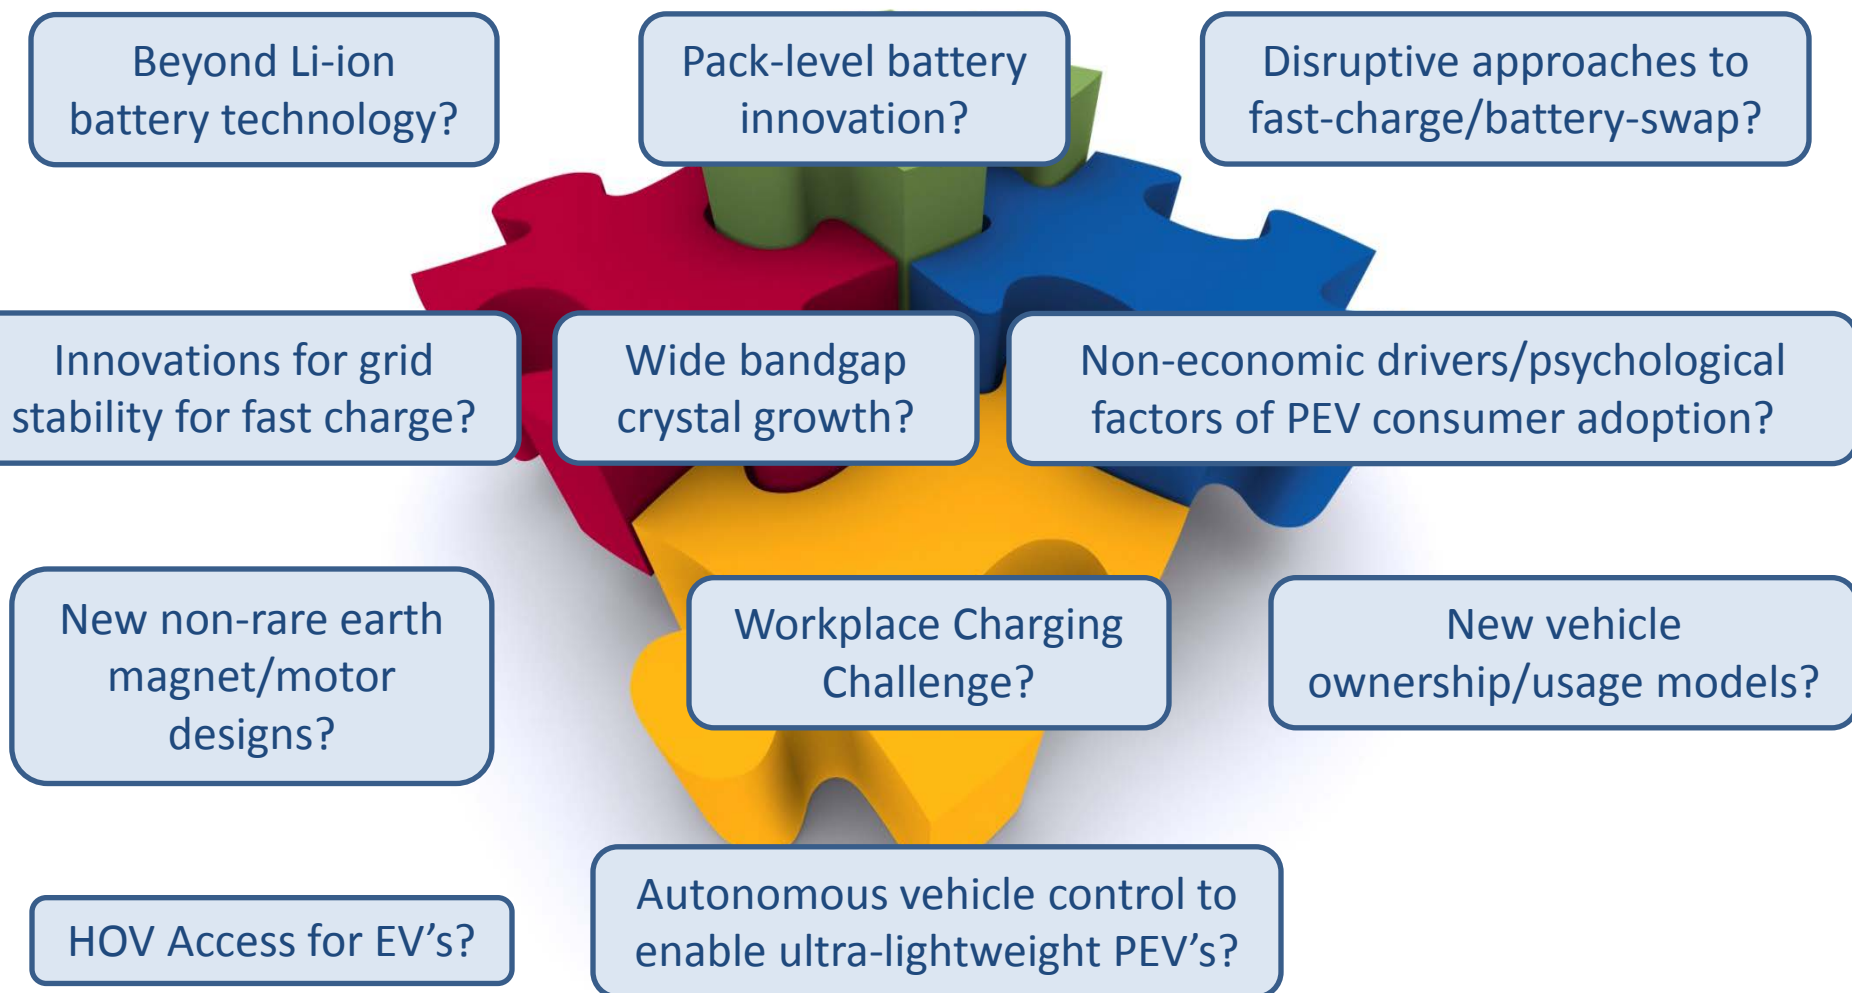 Beyond Li-ion
battery technology?
Pack-level battery
innovation?
Disruptive approaches to
fast-charge/battery-swap?
Innovations for grid
stability for fast charge?
Wide bandgap
crystal growth?
Non-economic drivers/psychological
factors of PEV consumer adoption?
New non-rare earth
magnet/motor
designs?
Workplace Charging
Challenge?
New vehicle
ownership/usage models?
HOV Access for EV’s?
Autonomous vehicle control to
enable ultra-lightweight PEV’s?